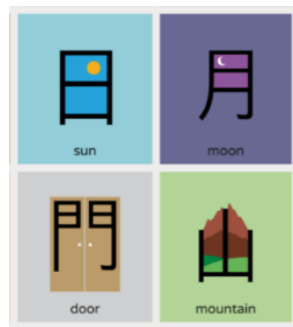 日 月
sun moon
門 山
door mountain